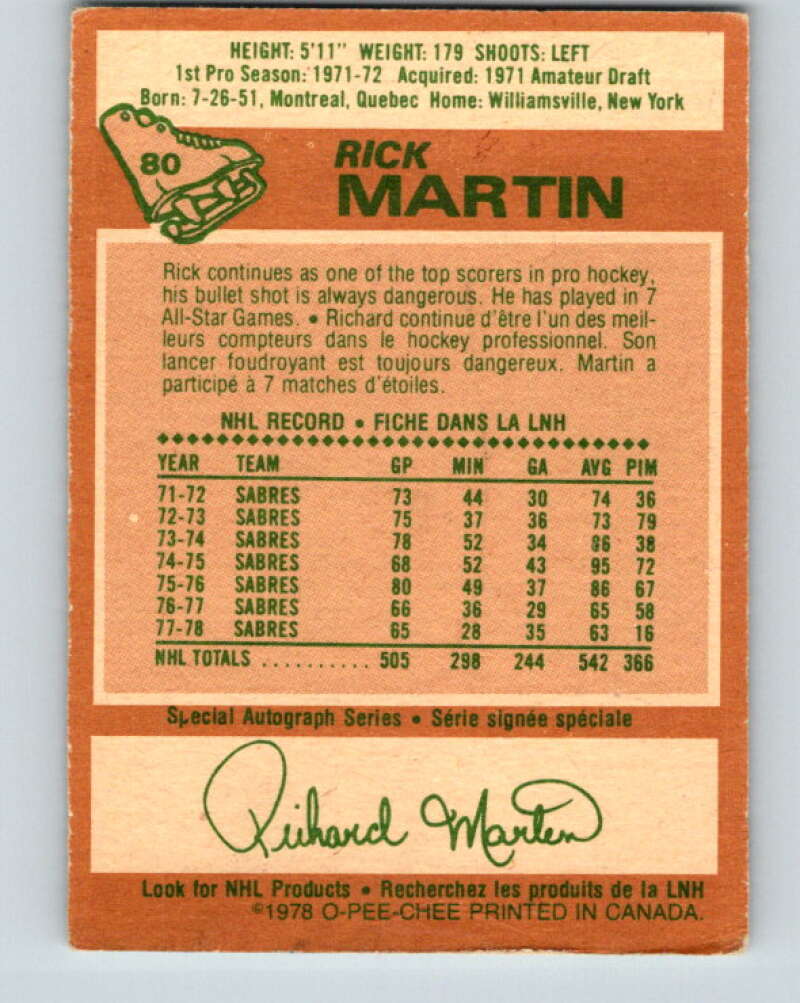 HEIGHT: 5'11" WEIGHT: 179 SHOOTS: LEFT
1st Pro Season: 1971-72 Acquired: 1971 Amateur Draft
Born: 7-26-51, Montreal, Quebec Home: Williamsville, New York
80
RICK
MARTIN
Rick continues as one of the top scorers in pro hockey,
his bullet shot is always dangerous. He has played in 7
All-Star Games. • Richard continue d'être l'un des meil-
leurs compteurs dans le hockey professionnel. Son
lancer foudroyant est toujours dangereux. Martin a
participé à 7 matches d'étoiles.
NHL RECORD • FICHE DANS LA LNH
YEAR TEAM GP MIN GA AVG PIM
71-72 SABRES 73 44 30 74 36
72-73 SABRES 75 37 36 73 79
73-74 SABRES 78 52 34 86 38
74-75 SABRES 68 52 43 95 72
75-76 SABRES 80 49 37 86 67
76-77 SABRES 66 36 29 65 58
77-78 SABRES 65 28 35 63 16
NHL TOTALS .......... 505 298 244 542 366
Special Autograph Series • Série signée spéciale
Richard Martin
Look for NHL Products • Recherchez les produits de la LNH
©1978 O-PEE-CHEE PRINTED IN CANADA.